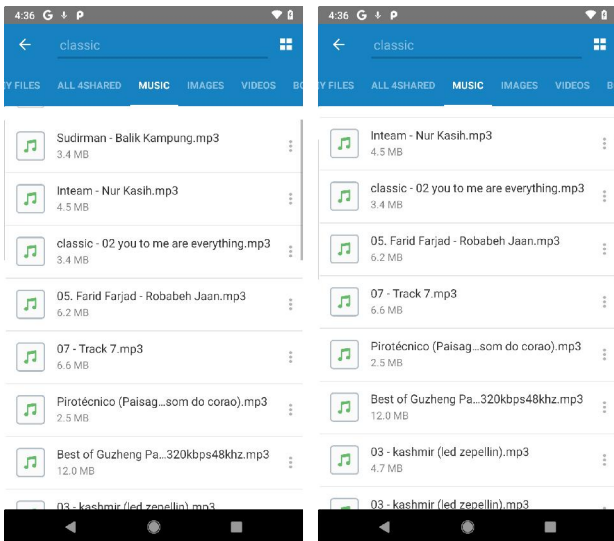 4:36 G P
classic
Y FILES ALL 4SHARED MUSIC IMAGES VIDEOS BO
Sudirman - Balik Kampung.mp3
3.4 MB
Inteam - Nur Kasih.mp3
4.5 MB
classic - 02 you to me are everything.mp3
3.4 MB
05. Farid Farjad - Robabeh Jaan.mp3
6.2 MB
07 - Track 7.mp3
6.6 MB
Pirotécnico (Paisag...som do corao).mp3
2.5 MB
Best of Guzheng Pa...320kbps48khz.mp3
12.0 MB
03 - kashmir (led zepellin).mp3
4:36 G P
classic
Y FILES ALL 4SHARED MUSIC IMAGES VIDEOS B
Inteam - Nur Kasih.mp3
4.5 MB
classic - 02 you to me are everything.mp3
3.4 MB
05. Farid Farjad - Robabeh Jaan.mp3
6.2 MB
07 - Track 7.mp3
6.6 MB
Pirotécnico (Paisag...som do corao).mp3
2.5 MB
Best of Guzheng Pa...320kbps48khz.mp3
12.0 MB
03 - kashmir (led zepellin).mp3
4.7 MB
03 - kashmir (led zepellin).mp3